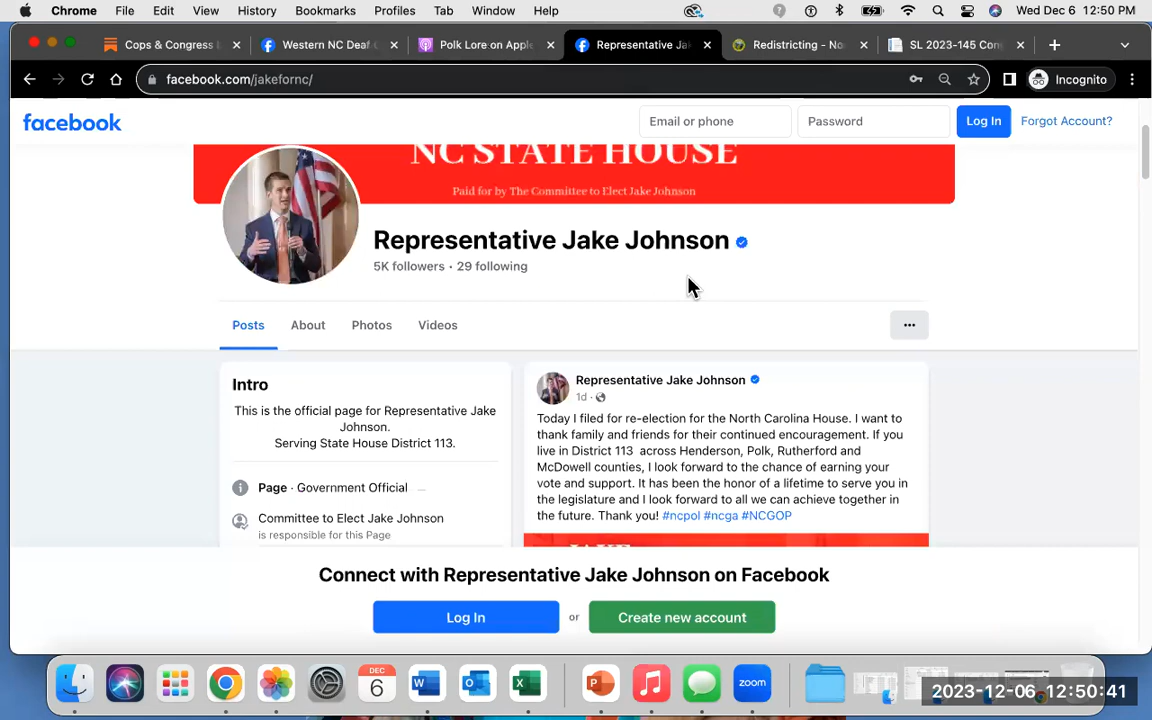 Chrome File Edit View History Bookmarks Profiles Tab Window Help Wed Dec 6 12:50 PM
Cops & Congress Western NC Deaf Polk Lore on Apple Representative Ja Redistricting - No SL 2023-145 Con
facebook.com/jakefornc/ Incognito
facebook Email or phone Password Log In Forgot Account?
NC STATE HOUSE
Paid for by The Committee to Elect Jake Johnson
Representative Jake Johnson
5K followers • 29 following
Posts About Photos Videos ...
Intro
This is the official page for Representative Jake
Johnson.
Serving State House District 113.
Page · Government Official
Committee to Elect Jake Johnson
is responsible for this Page
Representative Jake Johnson
1d ·
Today I filed for re-election for the North Carolina House. I want to
thank family and friends for their continued encouragement. If you
live in District 113 across Henderson, Polk, Rutherford and
McDowell counties, I look forward to the chance of earning your
vote and support. It has been the honor of a lifetime to serve you in
the legislature and I look forward to all we can achieve together in
the future. Thank you! #ncpol #ncga #NCGOP
JAKE
Connect with Representative Jake Johnson on Facebook
Log In or Create new account
DEC
6
zoom
2023-12-06 12:50:41